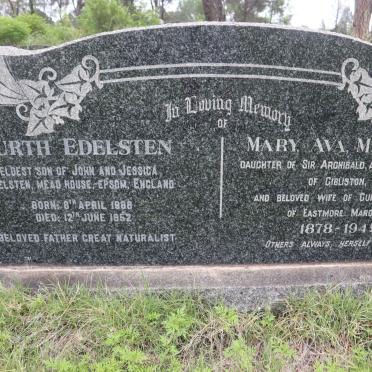 In Loving Memory
OF
URTH EDELSTEN
ELDEST SON OF JOHN AND JESSICA
ELSTEN, MEAD HOUSE, EPSOM, ENGLAND
BORN: 8TH APRIL 1868
DIED: 12TH JUNE 1952
BELOVED FATHER GREAT NATURALIST
MARY AVA M
DAUGHTER OF SIR ARCHIBALD
OF GIBLISTON,
AND BELOVED WIFE OF
OF EASTMORE
1878-194
OTHERS ALWAYS, HERSELF